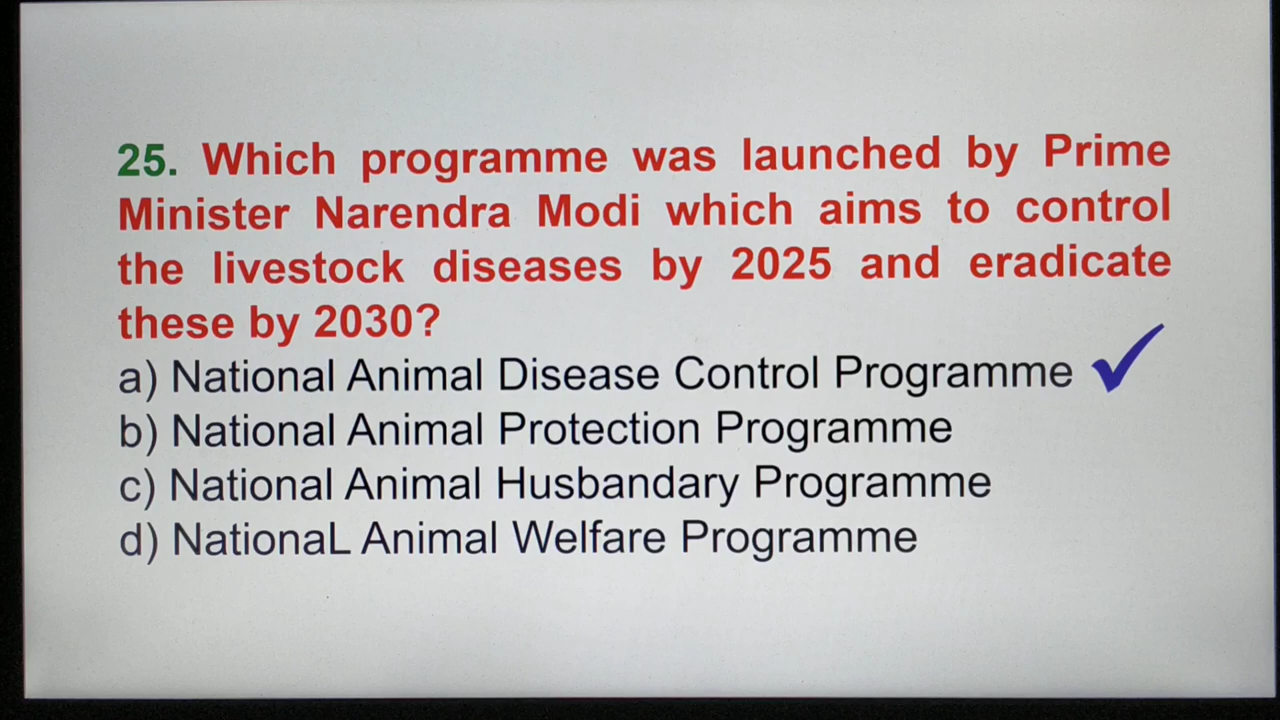 25. Which programme was launched by Prime
Minister Narendra Modi which aims to control
the livestock diseases by 2025 and eradicate
these by 2030?
a) National Animal Disease Control Programme
b) National Animal Protection Programme
c) National Animal Husbandary Programme
d) NationaL Animal Welfare Programme